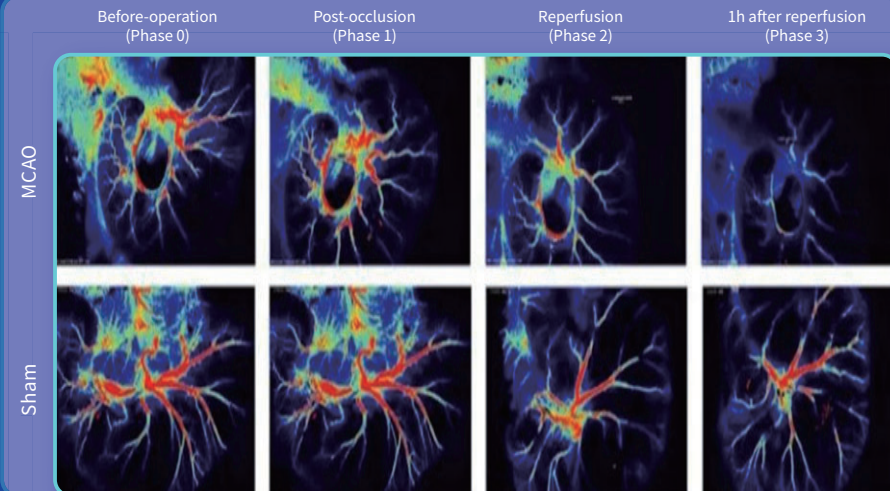 Before-operation
(Phase 0)
Post-occlusion
(Phase 1)
Reperfusion
(Phase 2)
1h after reperfusion
(Phase 3)
MCAO
Sham